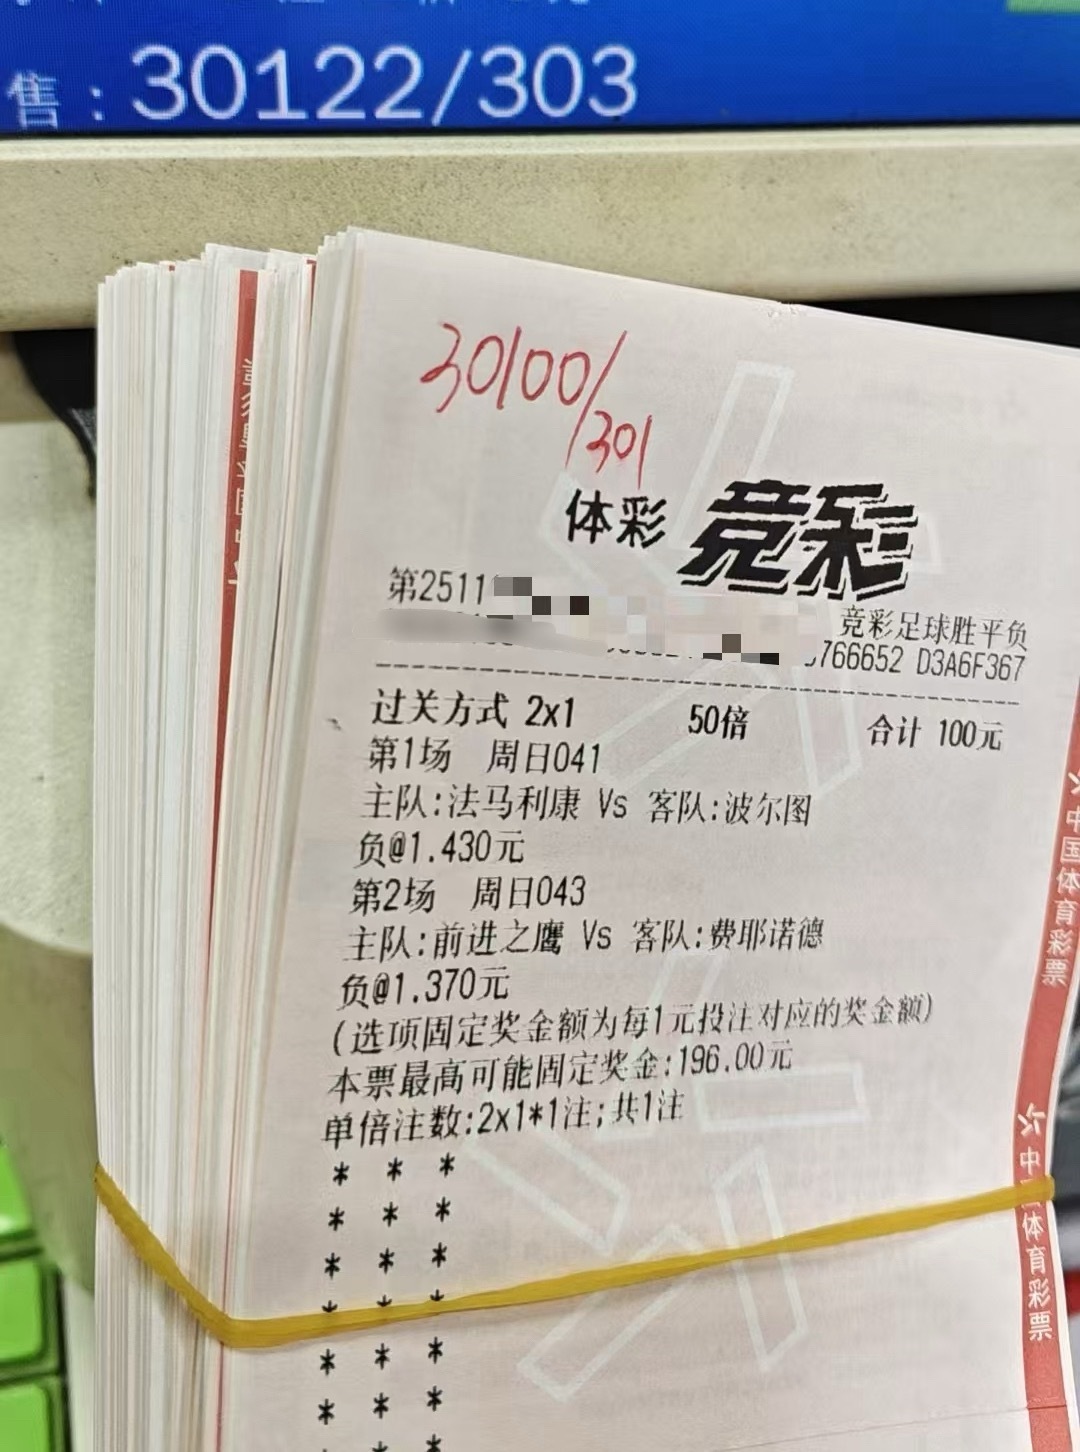 售：30122/303
30100/
301
体彩 竞彩
第2511
竞彩足球胜平负
766652 D3A6F367
过关方式 2x1 50倍 合计 100元
第1场 周日041
主队:法马利康 Vs 客队:波尔图
负@1.430元
第2场 周日043
主队:前进之鹰 Vs 客队:费耶诺德
负@1.370元
(选项固定奖金额为每1元投注对应的奖金额)
本票最高可能固定奖金:196.00元
单倍注数:2x1*1注;共1注
* * *
* * *
* * *
* * *
* * *
* * *
* * *
中国体育彩票
中 体育彩票